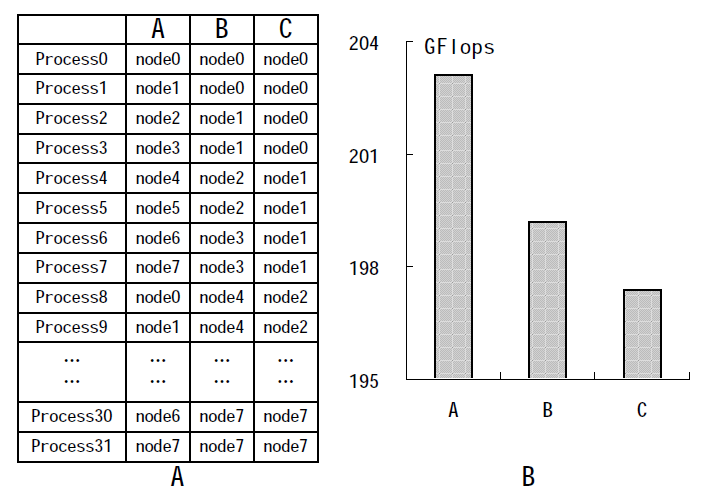 A B C
Process0 node0 node0 node0
Process1 node1 node0 node0
Process2 node2 node1 node0
Process3 node3 node1 node0
Process4 node4 node2 node1
Process5 node5 node2 node1
Process6 node6 node3 node1
Process7 node7 node3 node1
Process8 node0 node4 node2
Process9 node1 node4 node2
... ... ... ...
... ... ... ...
Process30 node6 node7 node7
Process31 node7 node7 node7
A
GFlops
204
201
198
195
A B C
B